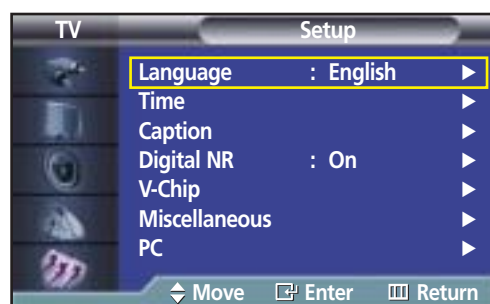 TV Setup
Language : English
Time
Caption
Digital NR : On
V-Chip
Miscellaneous
PC
Move Enter Return